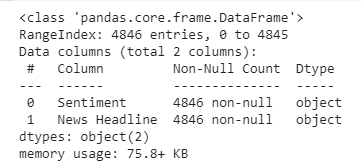 <class 'pandas.core.frame.DataFrame'>
RangeIndex: 4846 entries, 0 to 4845
Data columns (total 2 columns):
 #   Column         Non-Null Count  Dtype
---  ------         --------------  -----
 0   Sentiment      4846 non-null   object
 1   News Headline  4846 non-null   object
dtypes: object(2)
memory usage: 75.8+ KB